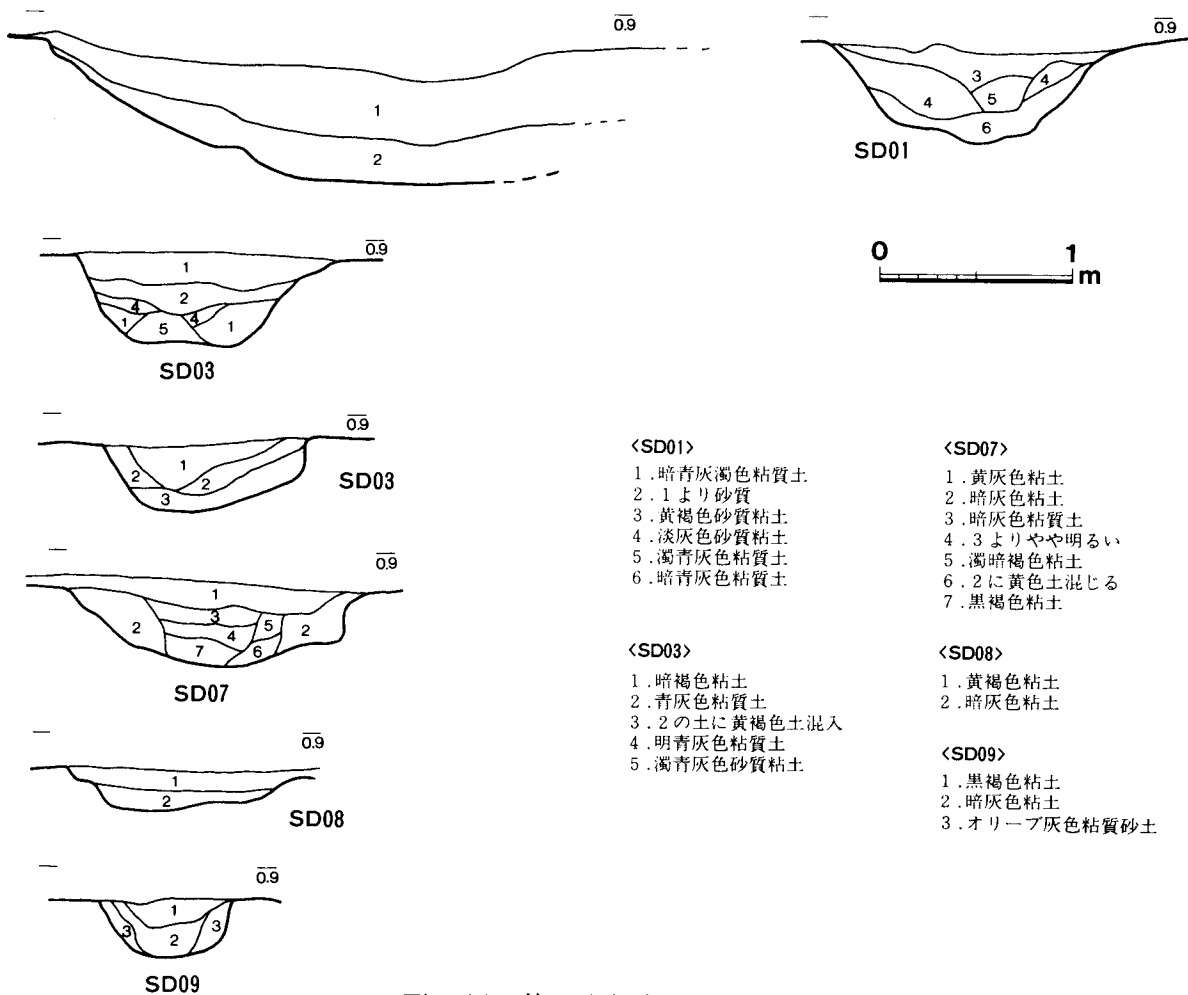 0.9
1
2
0.9
3
4
5
4
6
SD01
0 1
m
0.9
1
2
4 4
1 5 1
SD03
0.9
1
2 2
3
SD03
0.9
1
3
2 4 5 2
7 6
SD07
0.9
1
2
SD08
0.9
1
3 2 3
SD09
<SD01>
1.暗青灰濁色粘質土
2.1より砂質
3.黄褐色砂質粘土
4.淡灰色砂質粘土
5.濁青灰色粘質土
6.暗青灰色粘質土
<SD03>
1.暗褐色粘土
2.青灰色粘質土
3.2の土に黄褐色土混入
4.明青灰色粘質土
5.濁青灰色砂質粘土
<SD07>
1.黄灰色粘土
2.暗灰色粘土
3.暗灰色粘質土
4.3よりやや明るい
5.濁暗褐色粘土
6.2に黄色土混じる
7.黒褐色粘土
<SD08>
1.黄褐色粘土
2.暗灰色粘土
<SD09>
1.黒褐色粘土
2.暗灰色粘土
3.オリーブ灰色粘質砂土